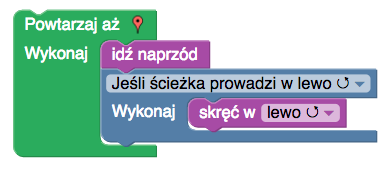 Powtarzaj aż
Wykonaj idź naprzód
Jeśli ścieżka prowadzi w lewo
Wykonaj skręć w lewo